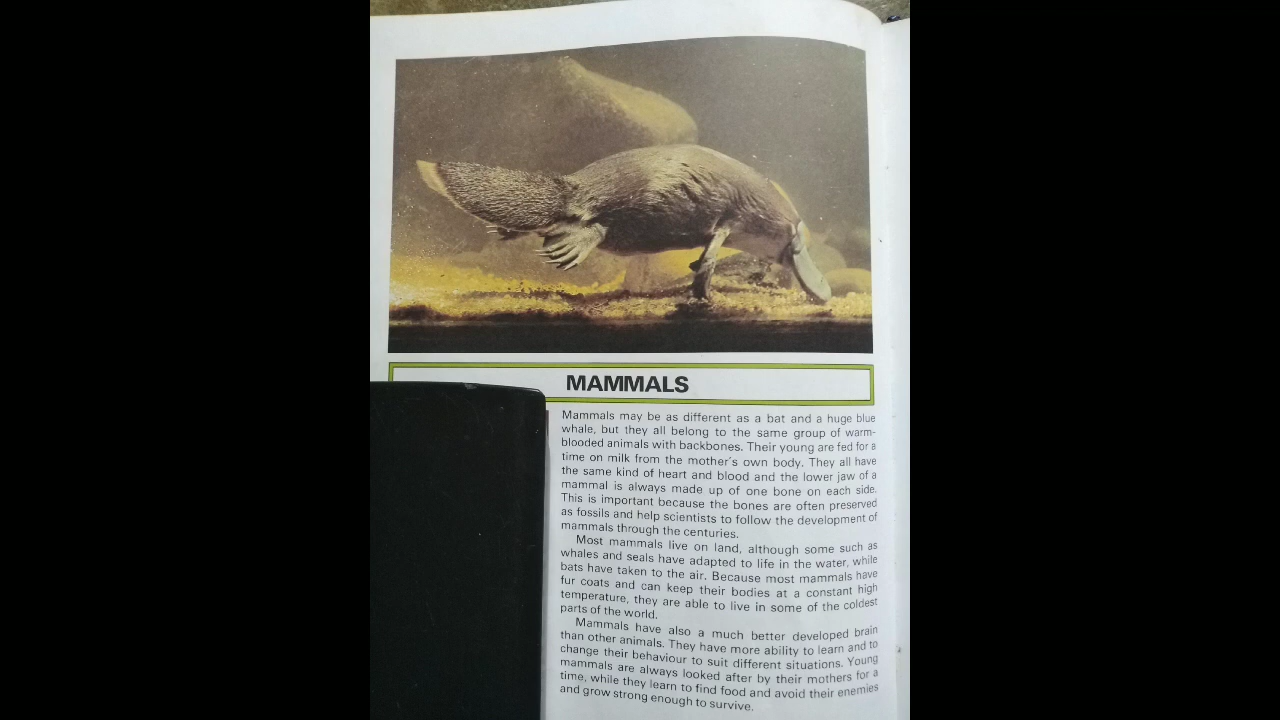 MAMMALS
Mammals may be as different as a bat and a huge blue
whale, but they all belong to the same group of warm-
blooded animals with backbones. Their young are fed for a
time on milk from the mother's own body. They all have
the same kind of heart and blood and the lower jaw of a
mammal is always made up of one bone on each side.
This is important because the bones are often preserved
as fossils and help scientists to follow the development of
mammals through the centuries.
Most mammals live on land, although some such as
whales and seals have adapted to life in the water, while
bats have taken to the air. Because most mammals have
fur coats and can keep their bodies at a constant high
temperature, they are able to live in some of the coldest
parts of the world.
Mammals have also a much better developed brain
than other animals. They have more ability to learn and to
change their behaviour to suit different situations. Young
mammals are always looked after by their mothers for a
time, while they learn to find food and avoid their enemies
and grow strong enough to survive.